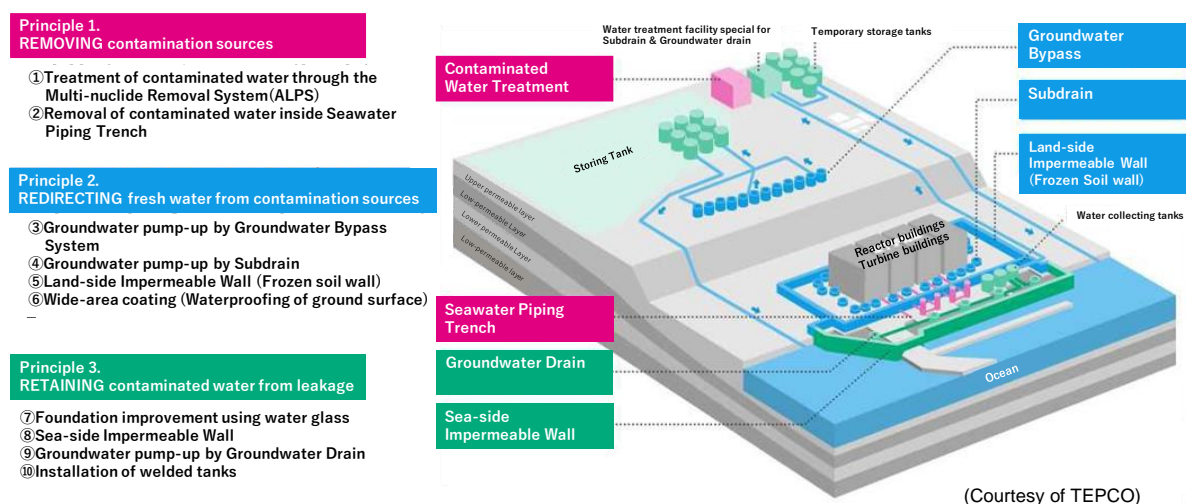 Principle 1.
REMOVING contamination sources
①Treatment of contaminated water through the
Multi-nuclide Removal System(ALPS)
②Removal of contaminated water inside Seawater
Piping Trench
Principle 2.
REDIRECTING fresh water from contamination sources
③Groundwater pump-up by Groundwater Bypass
System
④Groundwater pump-up by Subdrain
⑤Land-side Impermeable Wall (Frozen soil wall)
⑥Wide-area coating (Waterproofing of ground surface)
Principle 3.
RETAINING contaminated water from leakage
⑦Foundation improvement using water glass
⑧Sea-side Impermeable Wall
⑨Groundwater pump-up by Groundwater Drain
⑩Installation of welded tanks
Water treatment facility special for
Subdrain & Groundwater drain
Temporary storage tanks
Groundwater
Bypass
Contaminated
Water Treatment
Subdrain
Storing Tank
Land-side
Impermeable Wall
(Frozen Soil wall)
Upper permeable layer
Low-permeable Layer
Lower permeable Layer
Low-permeable layer
Water collecting tanks
Reactor buildings
Turbine buildings
Seawater Piping
Trench
Groundwater Drain
Ocean
Sea-side
Impermeable Wall
(Courtesy of TEPCO)